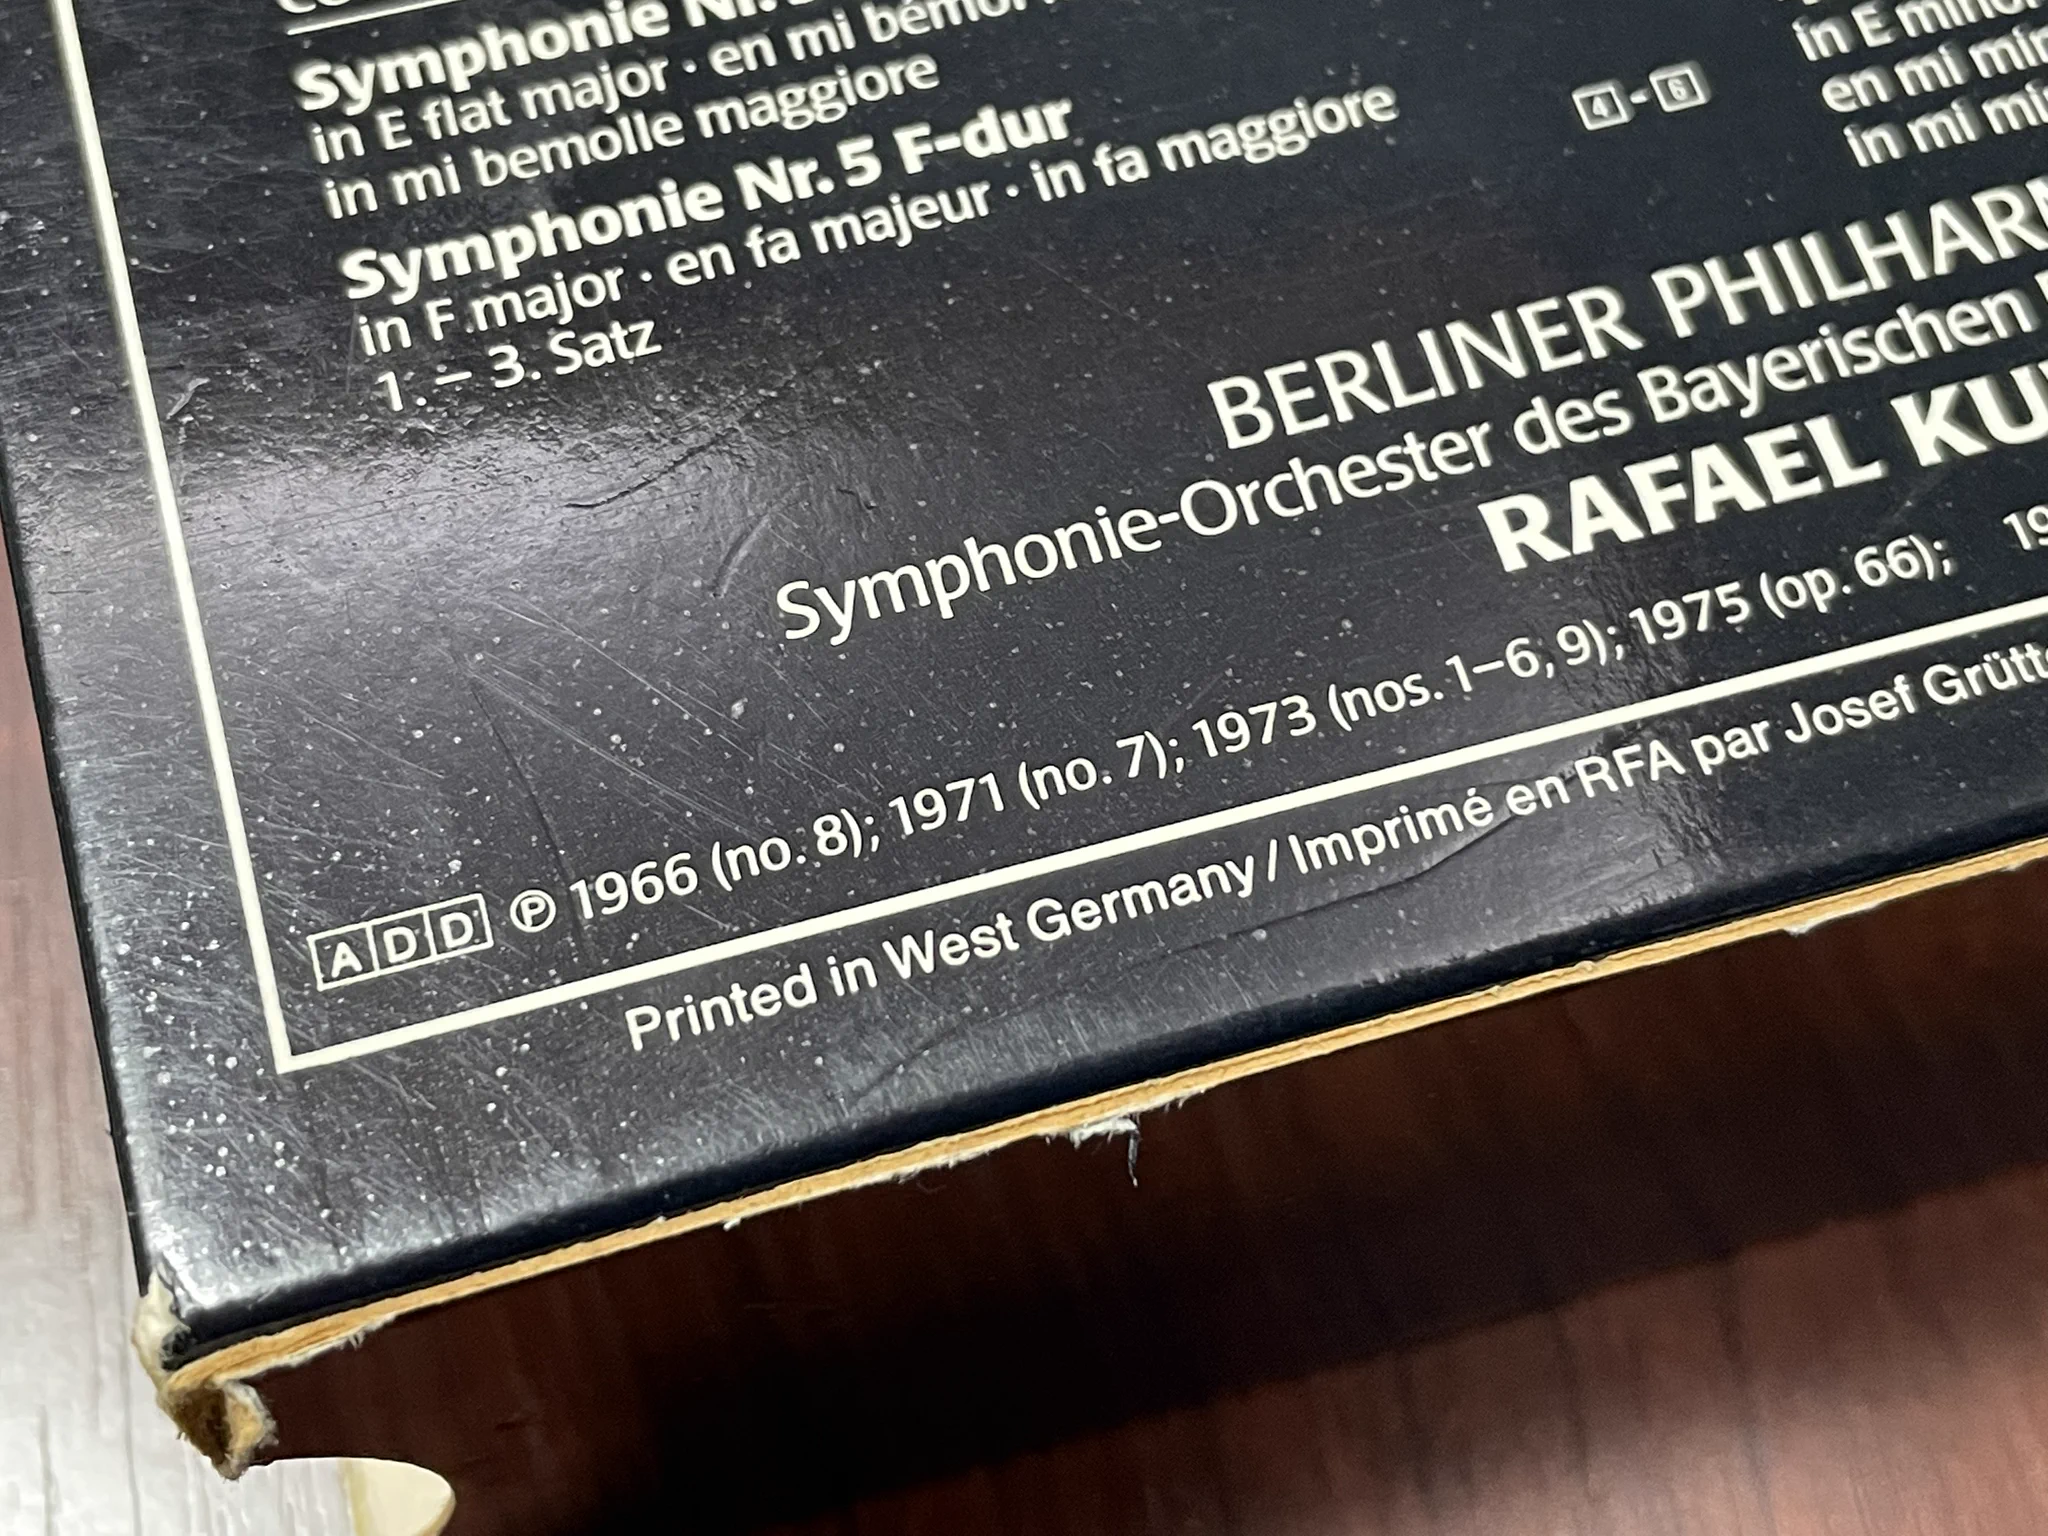 Symphonie Nr.
in E flat major · en mi bémol
in mi bemolle maggiore
Symphonie Nr. 5 F-dur
in F major · en fa majeur · in fa maggiore
1. – 3. Satz
4 - 6
in E minor
en mi
in mi
BERLINER
Symphonie-Orchester des Bayerischen
RAFAEL
ADD ℗ 1966 (no. 8); 1971 (no. 7); 1973 (nos. 1–6, 9); 1975 (op. 66);
Printed in West Germany / Imprimé en RFA par Josef